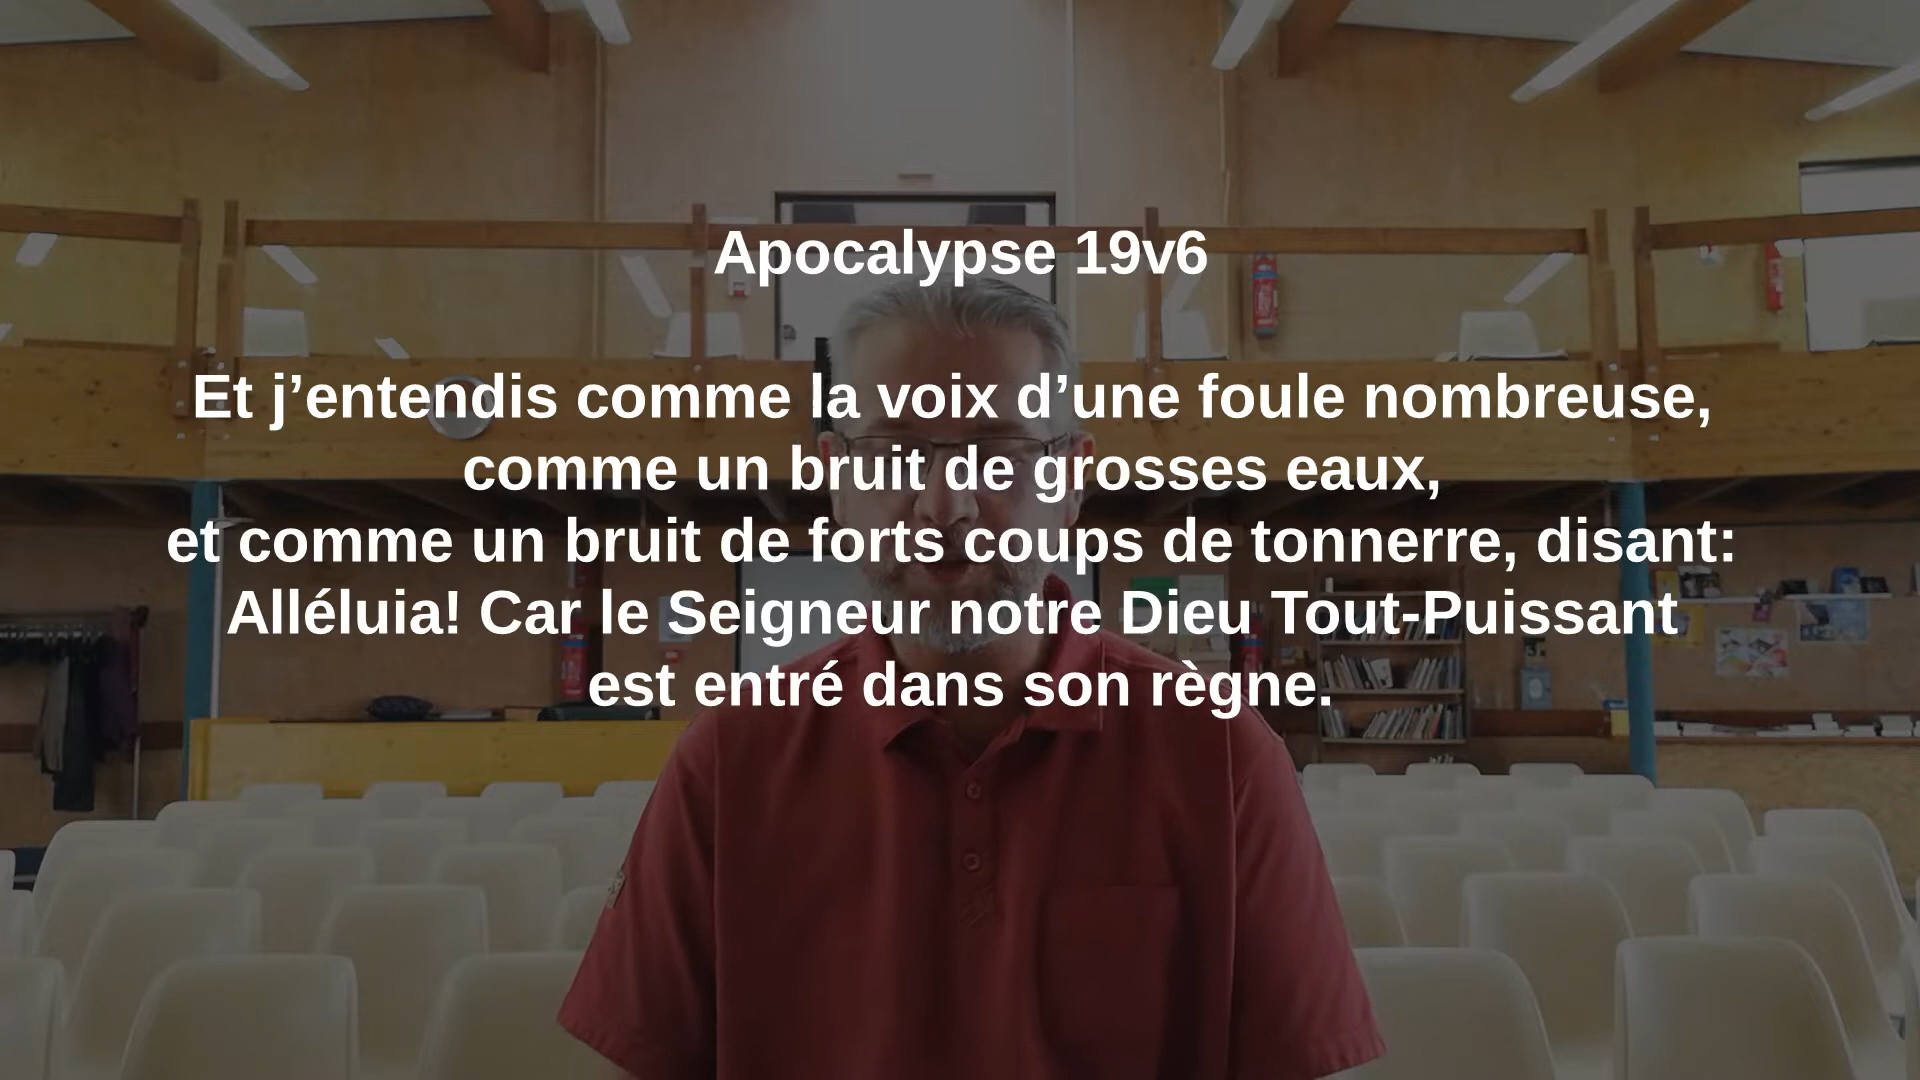 Apocalypse 19v6
Et j’entendis comme la voix d’une foule nombreuse,
comme un bruit de grosses eaux,
et comme un bruit de forts coups de tonnerre, disant:
Alléluia! Car le Seigneur notre Dieu Tout-Puissant
est entré dans son règne.